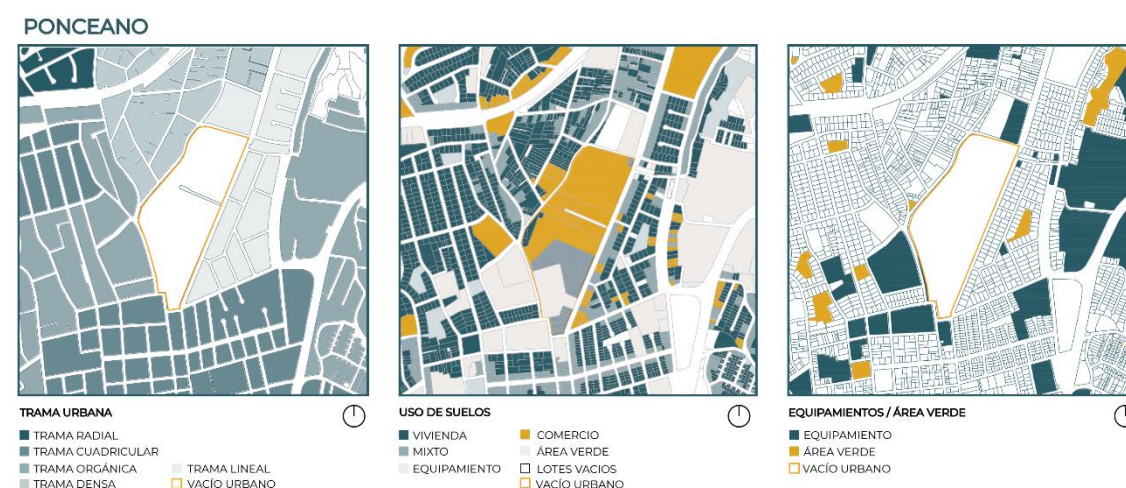 PONCEANO
TRAMA URBANA
TRAMA RADIAL
TRAMA CUADRICULAR
TRAMA ORGÁNICA
TRAMA DENSA
TRAMA LINEAL
VACÍO URBANO
USO DE SUELOS
VIVIENDA
MIXTO
EQUIPAMIENTO
COMERCIO
ÁREA VERDE
LOTES VACIOS
VACÍO URBANO
EQUIPAMIENTOS / ÁREA VERDE
EQUIPAMIENTO
ÁREA VERDE
VACÍO URBANO